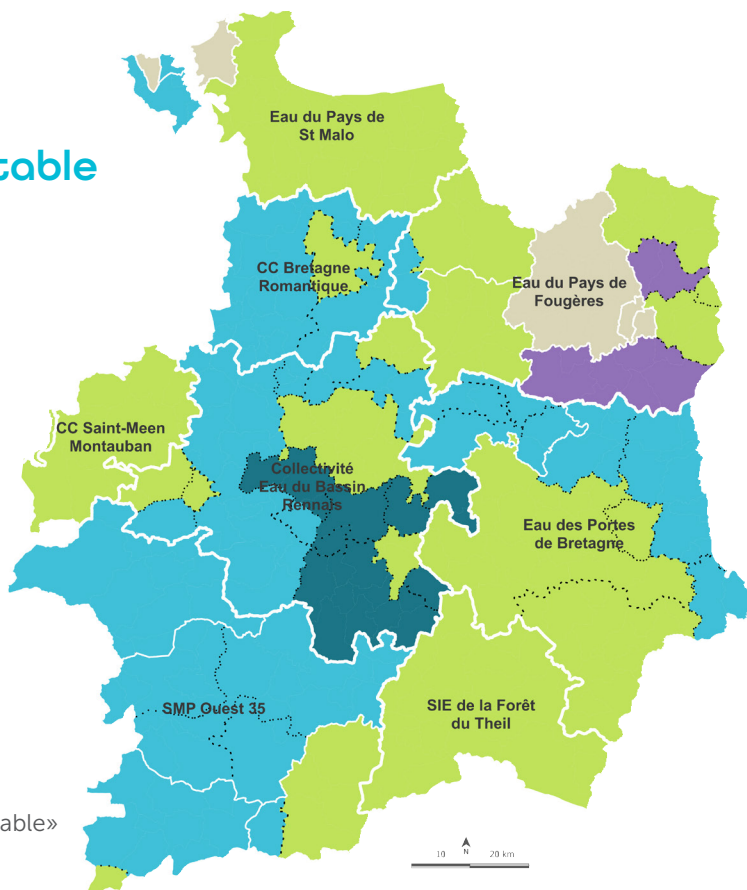 Eau du Pays de
St Malo
table
CC Bretagne
Romantique
Eau du Pays de
Fougères
CC Saint-Meen
Montauban
Collectivité
Eau du Bassin
Rennais
Eau des Portes
de Bretagne
SMP Ouest 35
SIE de la Forêt
du Theil
able»
10 N 20 km